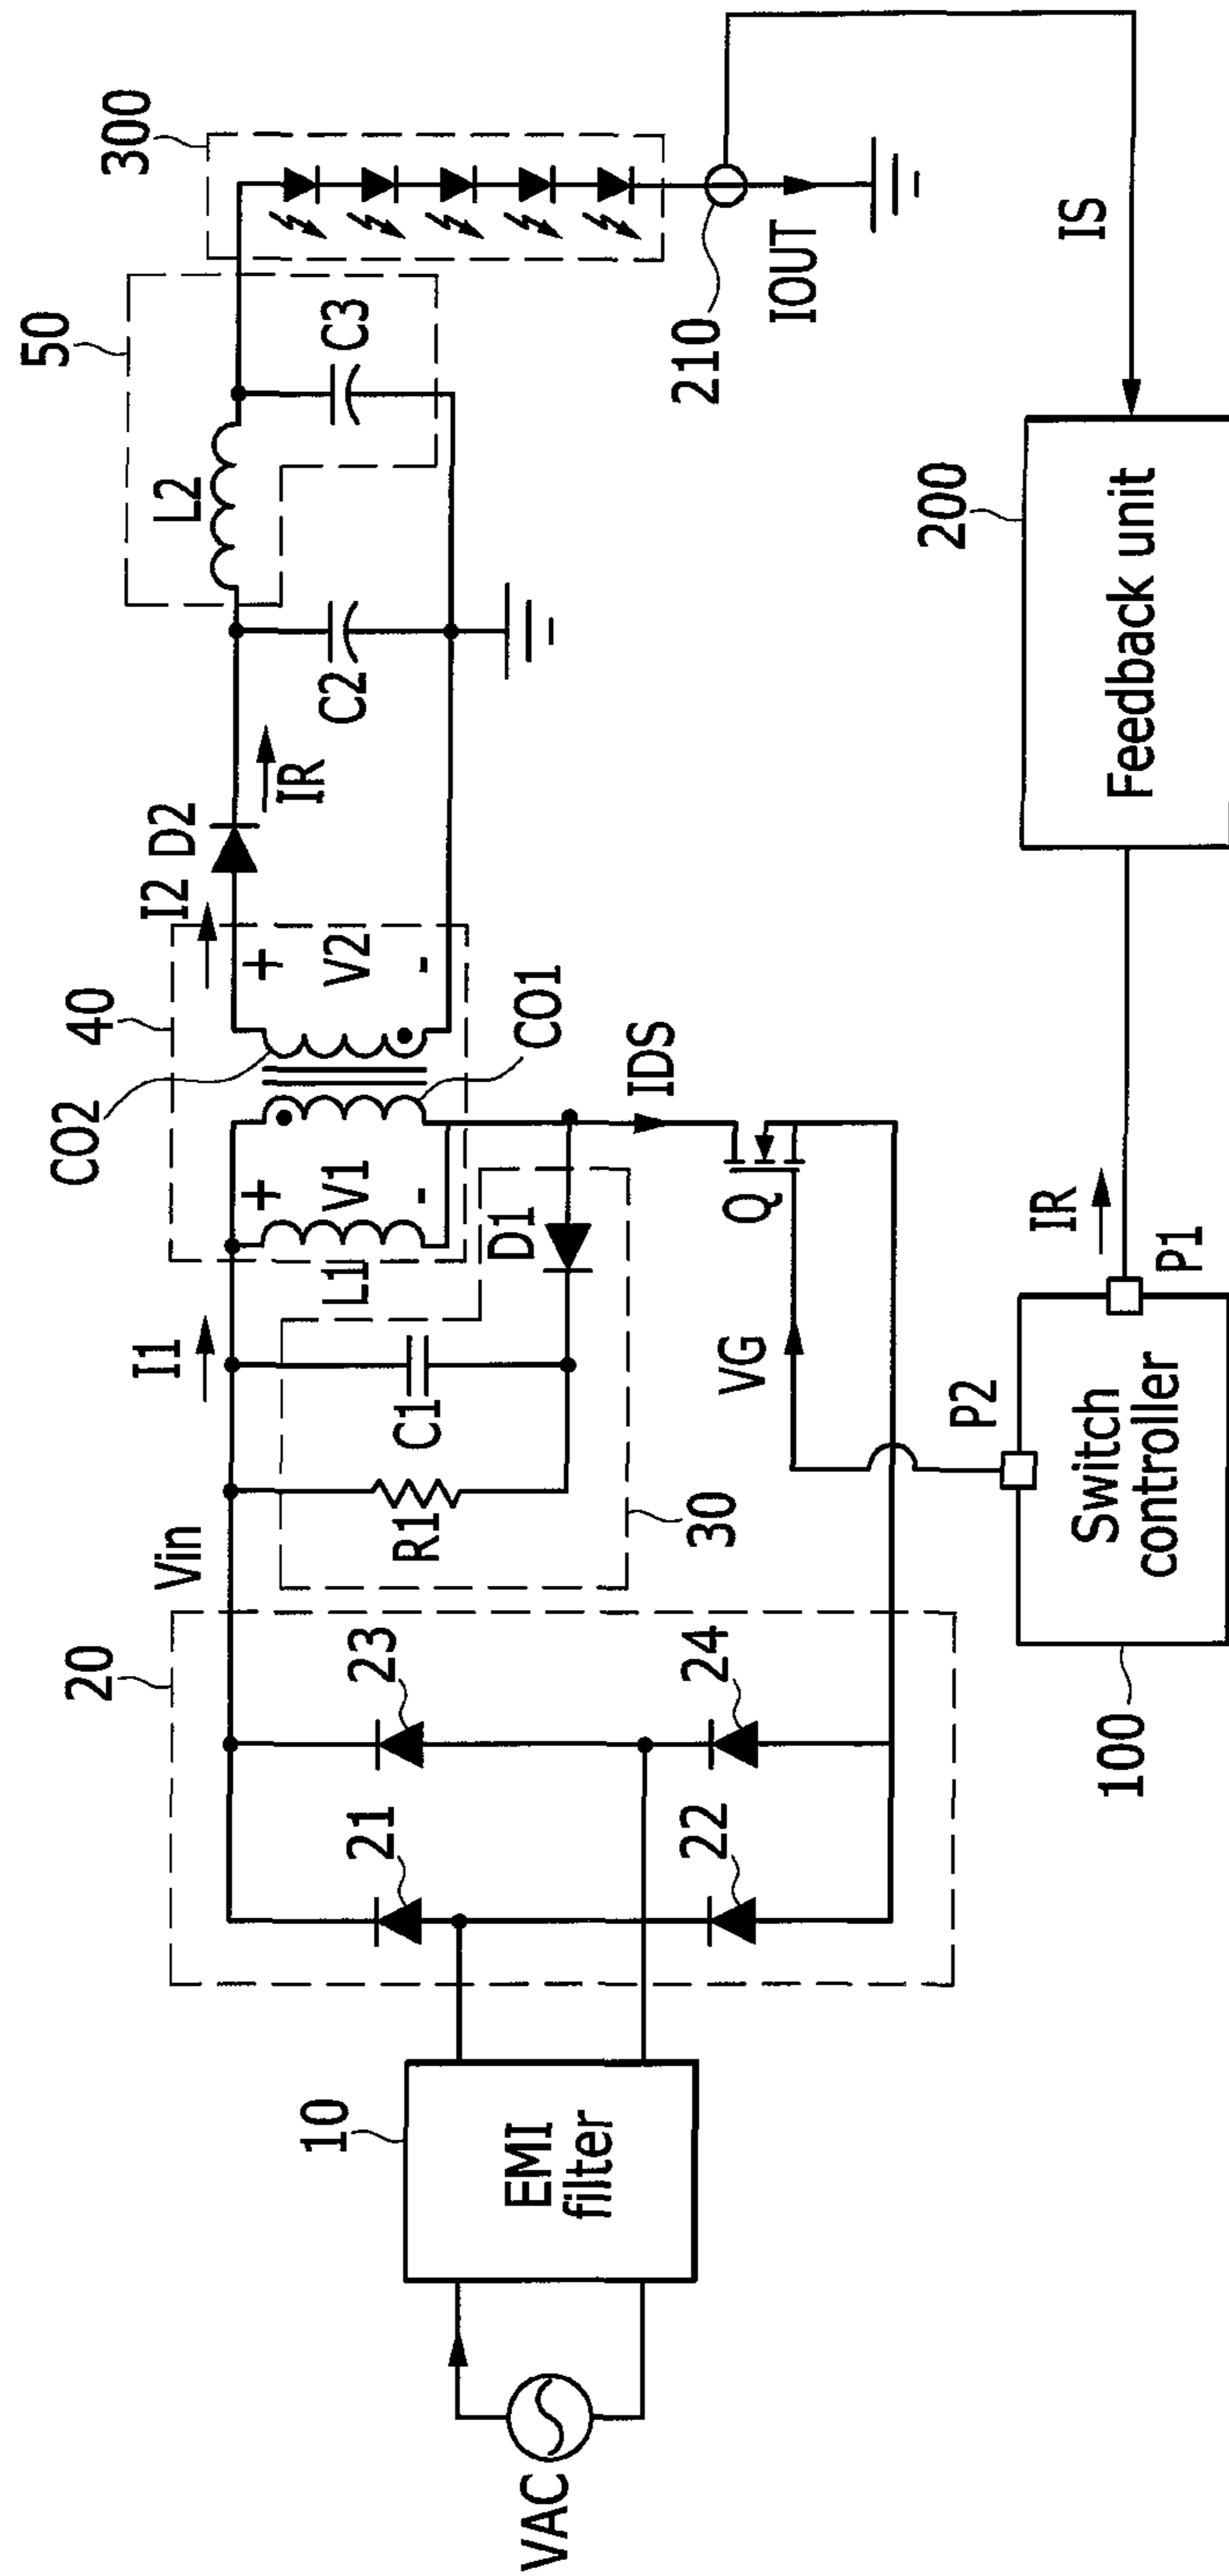 VAC
10
EMI
filter
20
21
22
23
24
Vin
R1
C1
30
I1
L1
D1
+
V1
-
40
CO2
CO1
+
V2
-
I2
D2
IR
IDS
Q
VG
C2
50
L2
C3
300
210
IOUT
IS
200
Feedback unit
IR
P1
P2
Switch
controller
100